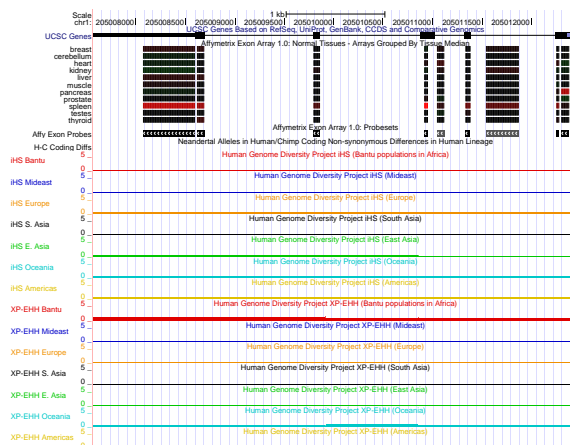 Scale 1 kb
chr1: 205008000 205008500 205009000 205009500 205010000 205010500 205011000 205011500 205012000
UCSC Genes Based on RefSeq, UniProt, GenBank, CCDS and Comparative Genomics
UCSC Genes
Affymetrix Exon Array 1.0: Normal Tissues - Arrays Grouped By Tissue Median
breast
cerebellum
heart
kidney
liver
muscle
pancreas
prostate
spleen
testes
thyroid
Affymetrix Exon Array 1.0: Probesets
Affy Exon Probes
Neandertal Alleles in Human/Chimp Coding Non-synonymous Differences in Human Lineage
H-C Coding Diffs
Human Genome Diversity Project iHS (Bantu populations in Africa)
5
iHS Bantu
0
Human Genome Diversity Project iHS (Mideast)
5
iHS Mideast
0
Human Genome Diversity Project iHS (Europe)
5
iHS Europe
0
Human Genome Diversity Project iHS (South Asia)
5
iHS S. Asia
0
Human Genome Diversity Project iHS (East Asia)
5
iHS E. Asia
0
Human Genome Diversity Project iHS (Oceania)
5
iHS Oceania
0
Human Genome Diversity Project iHS (Americas)
5
iHS Americas
0
Human Genome Diversity Project XP-EHH (Bantu populations in Africa)
5
XP-EHH Bantu
0
Human Genome Diversity Project XP-EHH (Mideast)
5
XP-EHH Mideast
0
Human Genome Diversity Project XP-EHH (Europe)
5
XP-EHH Europe
0
Human Genome Diversity Project XP-EHH (South Asia)
5
XP-EHH S. Asia
0
Human Genome Diversity Project XP-EHH (East Asia)
5
XP-EHH E. Asia
0
Human Genome Diversity Project XP-EHH (Oceania)
5
XP-EHH Oceania
0
Human Genome Diversity Project XP-EHH (Americas)
5
XP-EHH Americas
0